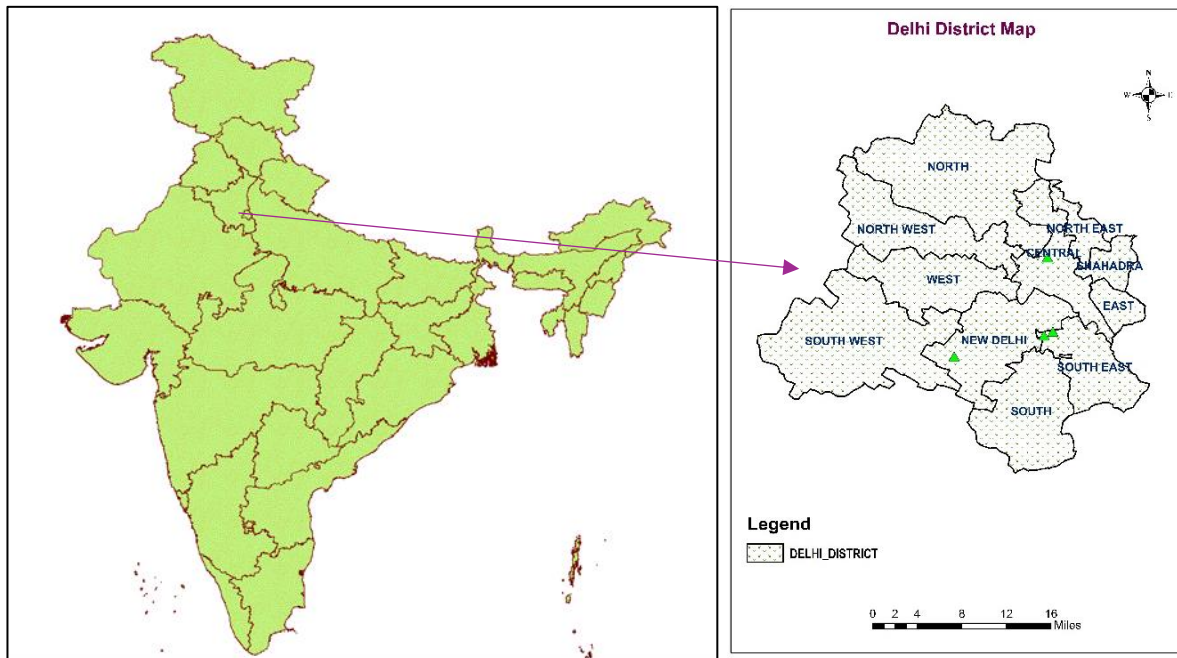 Delhi District Map
N
W E
S
NORTH
NORTH WEST
NORTH EAST
CENTRAL
SHAHADRA
WEST
EAST
SOUTH WEST
NEW DELHI
SOUTH EAST
SOUTH
Legend
DELHI_DISTRICT
0 2 4 8 12 16
Miles